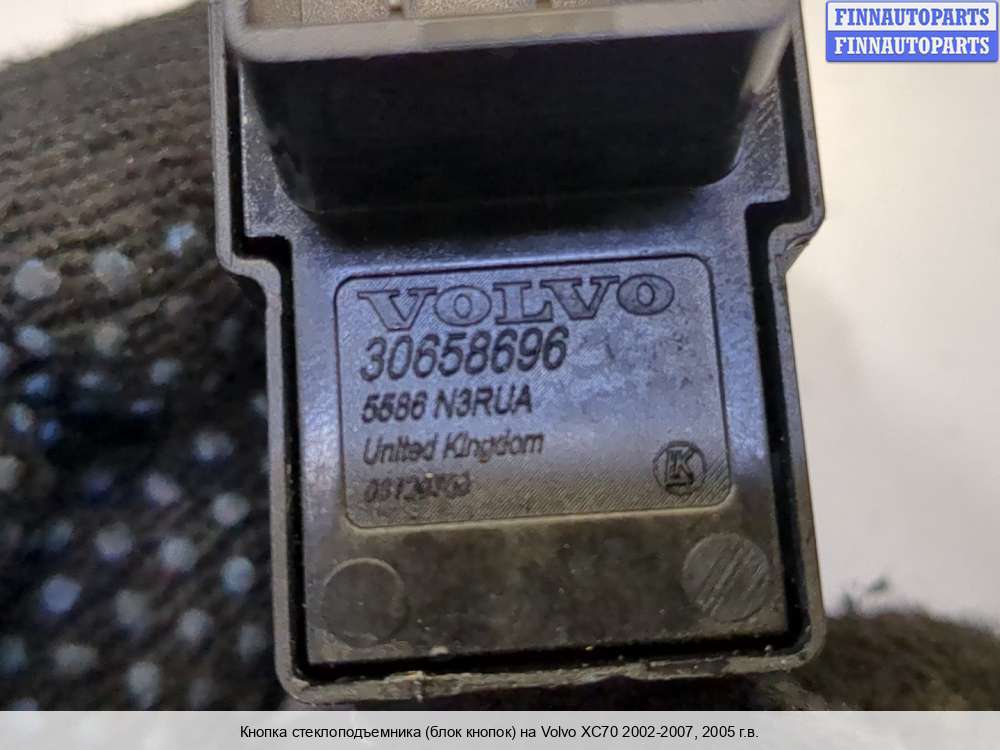 FINNAUTOPARTS
FINNAUTOPARTS
VOLVO
30658696
5586 N3RUA
United Kingdom
Кнопка стеклоподъемника (блок кнопок) на Volvo XC70 2002-2007, 2005 г.в.